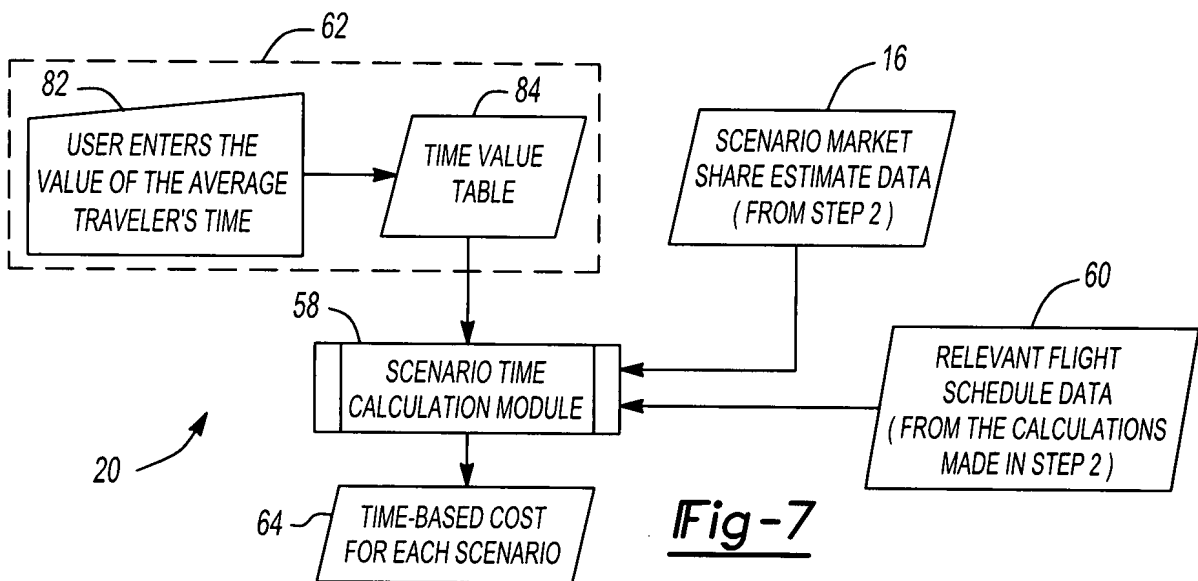 62
82
84
16
USER ENTERS THE
VALUE OF THE AVERAGE
TRAVELER'S TIME
TIME VALUE
TABLE
SCENARIO MARKET
SHARE ESTIMATE DATA
( FROM STEP 2 )
58
60
SCENARIO TIME
CALCULATION MODULE
RELEVANT FLIGHT
SCHEDULE DATA
( FROM THE CALCULATIONS
MADE IN STEP 2 )
20
64
TIME-BASED COST
FOR EACH SCENARIO
Fig-7